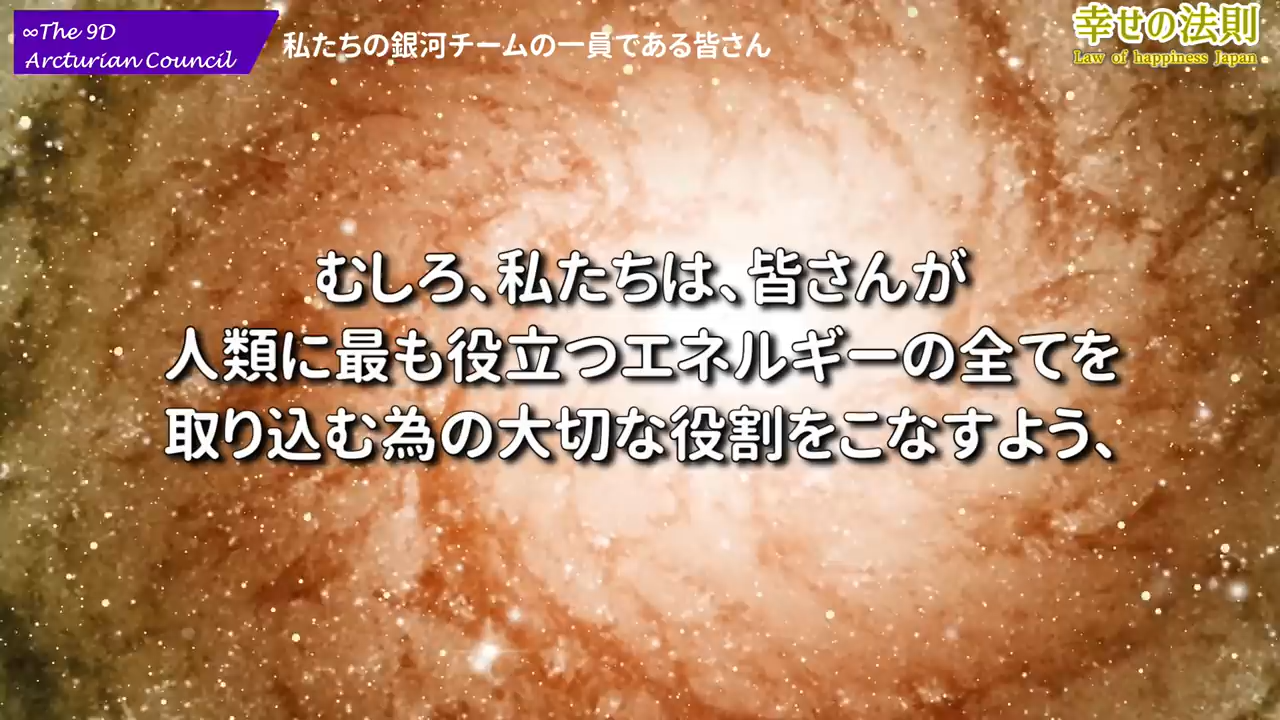 ∞The 9D
Arcturian Council
私たちの銀河チームの一員である皆さん
幸せの法則
Law of happiness Japan
むしろ、私たちは、皆さんが
人類に最も役立つエネルギーの全てを
取り込む為の大切な役割をこなすよう、